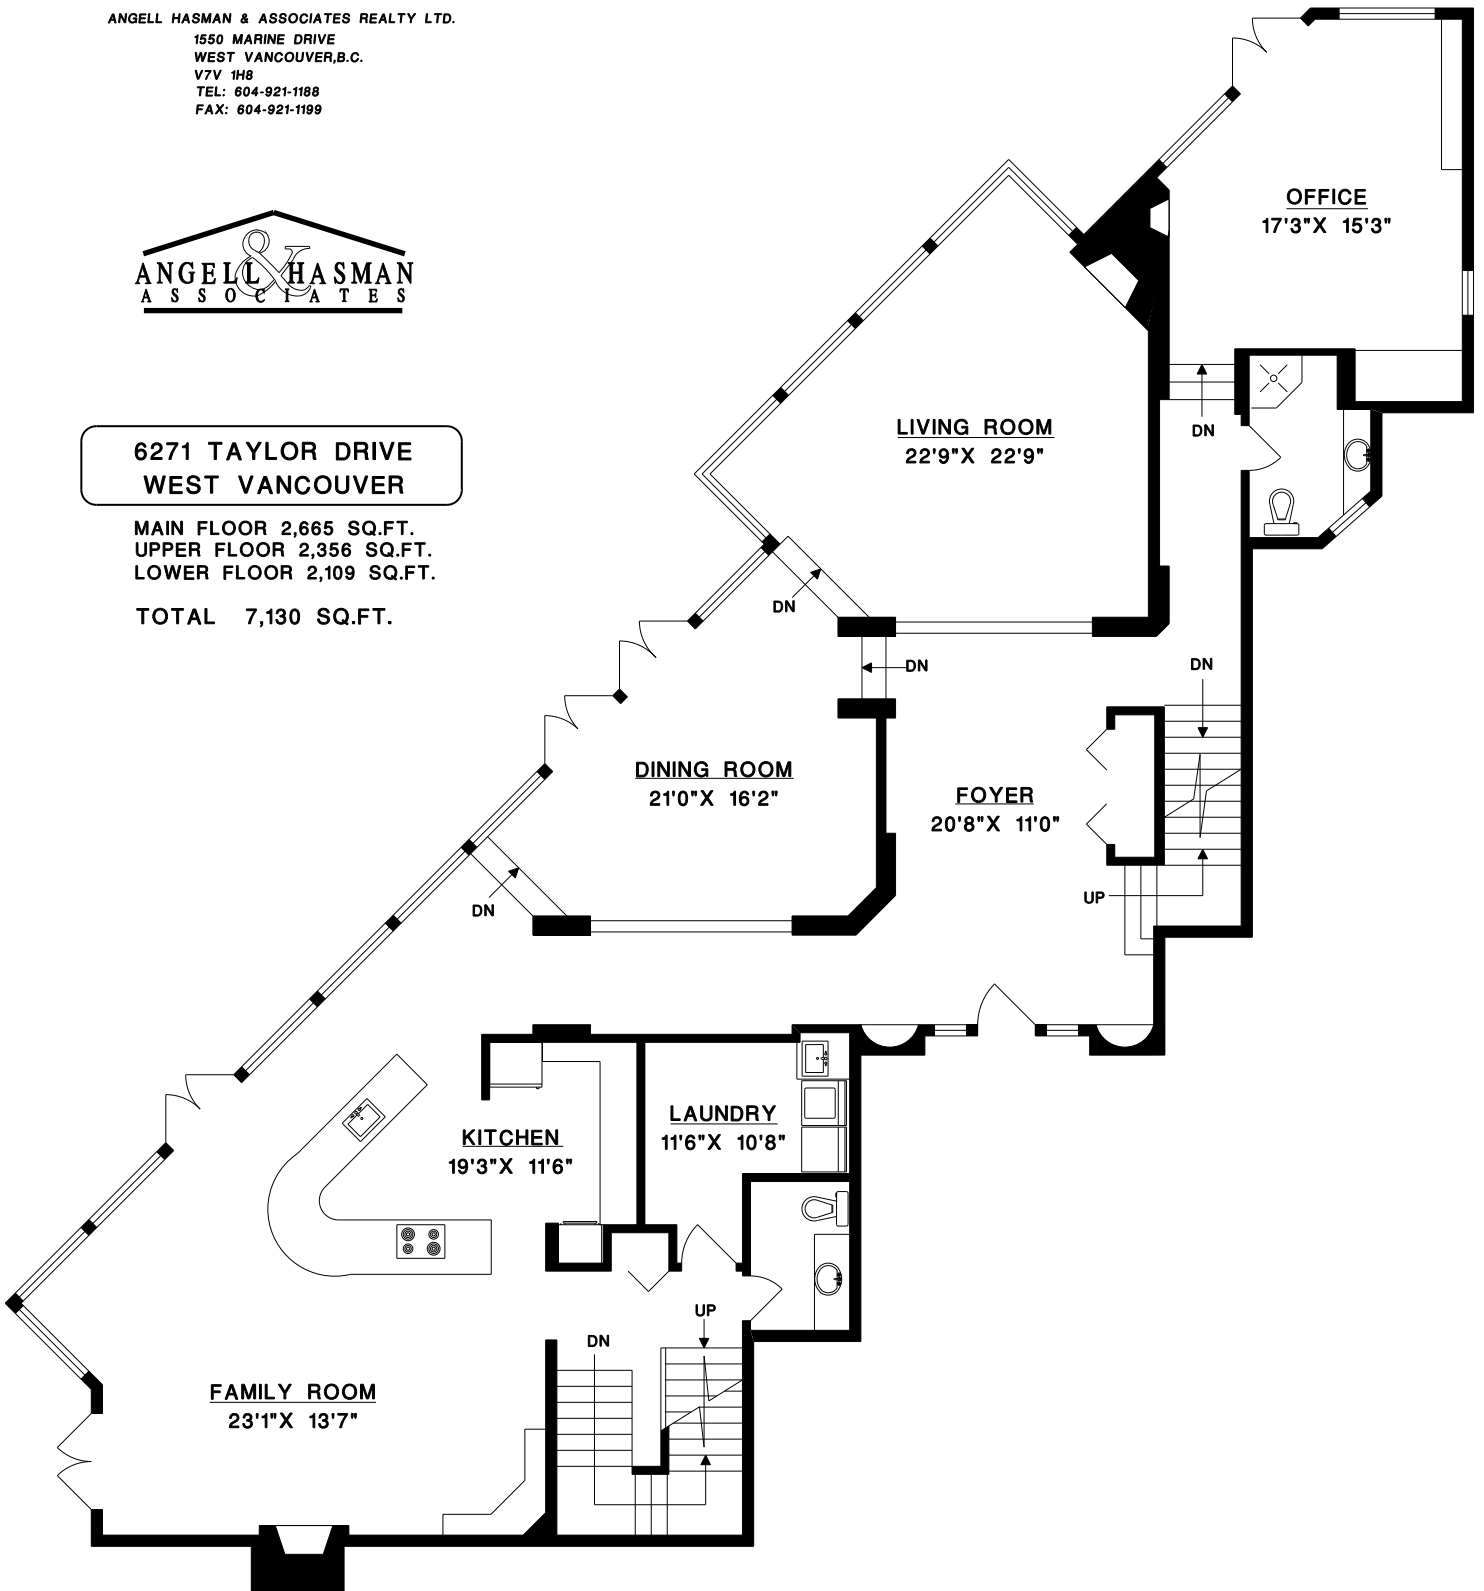 ANGELL HASMAN & ASSOCIATES REALTY LTD.
1550 MARINE DRIVE
WEST VANCOUVER,B.C.
V7V 1H8
TEL: 604-921-1188
FAX: 604-921-1199
ANGELL & HASMAN
ASSOCIATES
6271 TAYLOR DRIVE
WEST VANCOUVER
MAIN FLOOR 2,665 SQ.FT.
UPPER FLOOR 2,356 SQ.FT.
LOWER FLOOR 2,109 SQ.FT.
TOTAL 7,130 SQ.FT.
OFFICE
17'3"X 15'3"
DN
LIVING ROOM
22'9"X 22'9"
DN
DN
DN
DINING ROOM
21'0"X 16'2"
FOYER
20'8"X 11'0"
UP
DN
LAUNDRY
11'6"X 10'8"
KITCHEN
19'3"X 11'6"
UP
DN
FAMILY ROOM
23'1"X 13'7"